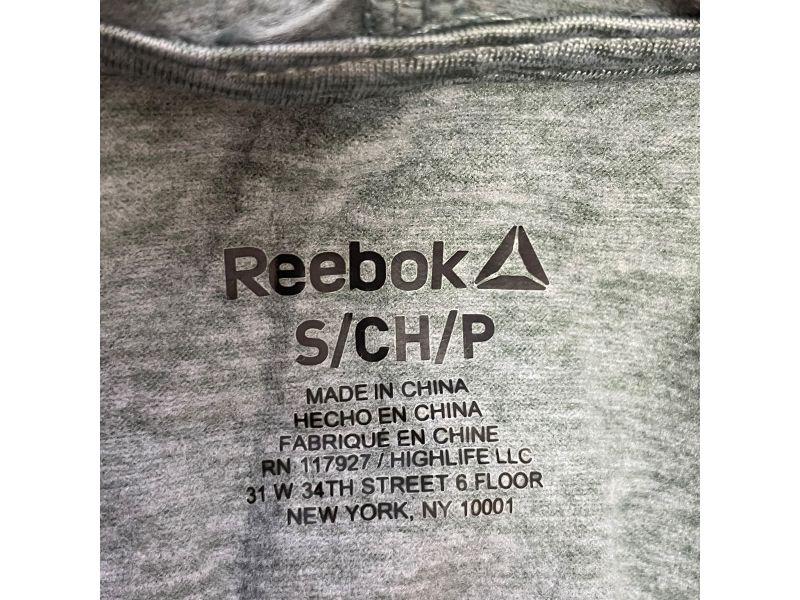 Reebok
S/CH/P
MADE IN CHINA
HECHO EN CHINA
FABRIQUÉ EN CHINE
RN 117927 / HIGHLIFE LLC
31 W 34TH STREET 6 FLOOR
NEW YORK, NY 10001